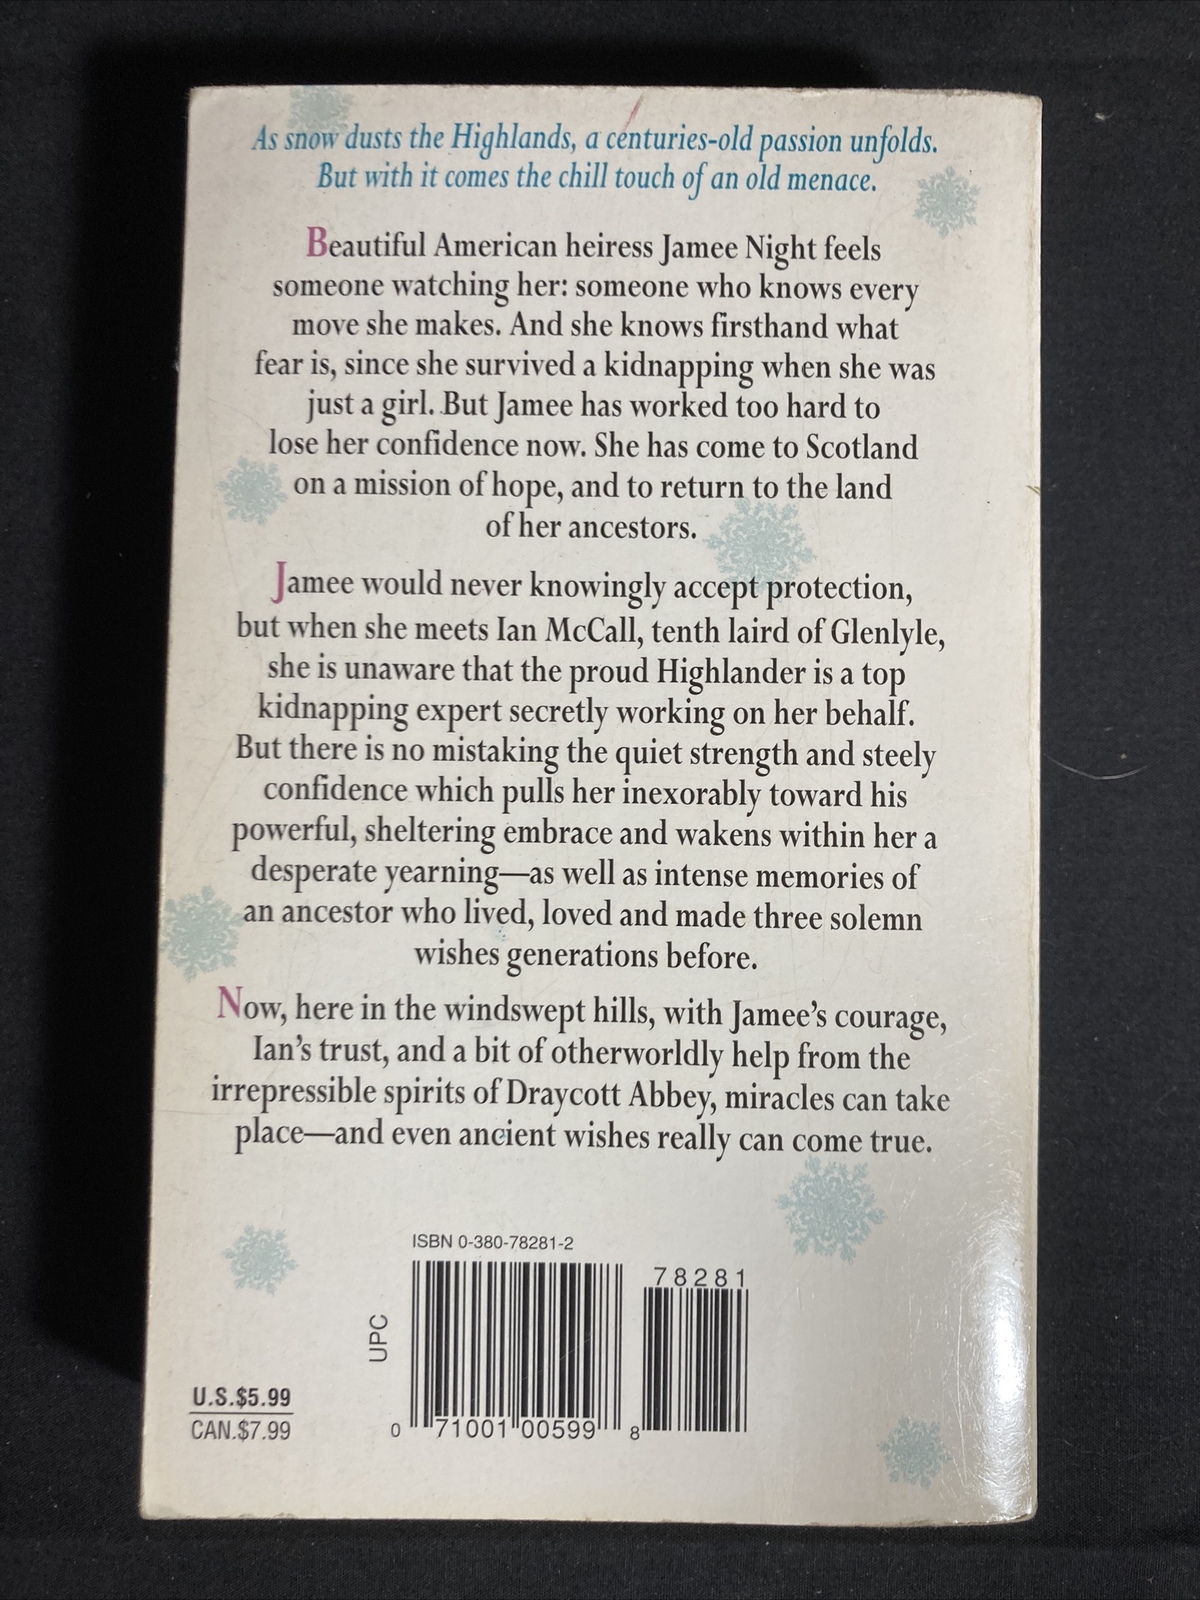 As snow dusts the Highlands, a centuries-old passion unfolds.
But with it comes the chill touch of an old menace.
Beautiful American heiress Jamee Night feels
someone watching her: someone who knows every
move she makes. And she knows firsthand what
fear is, since she survived a kidnapping when she was
just a girl. But Jamee has worked too hard to
lose her confidence now. She has come to Scotland
on a mission of hope, and to return to the land
of her ancestors.
Jamee would never knowingly accept protection,
but when she meets Ian McCall, tenth laird of Glenlyle,
she is unaware that the proud Highlander is a top
kidnapping expert secretly working on her behalf.
But there is no mistaking the quiet strength and steely
confidence which pulls her inexorably toward his
powerful, sheltering embrace and wakens within her a
desperate yearning—as well as intense memories of
an ancestor who lived, loved and made three solemn
wishes generations before.
Now, here in the windswept hills, with Jamee's courage,
Ian's trust, and a bit of otherworldly help from the
irrepressible spirits of Draycott Abbey, miracles can take
place—and even ancient wishes really can come true.
ISBN 0-380-78281-2
78281
UPC
0 71001 00599 8
U.S.$5.99
CAN.$7.99